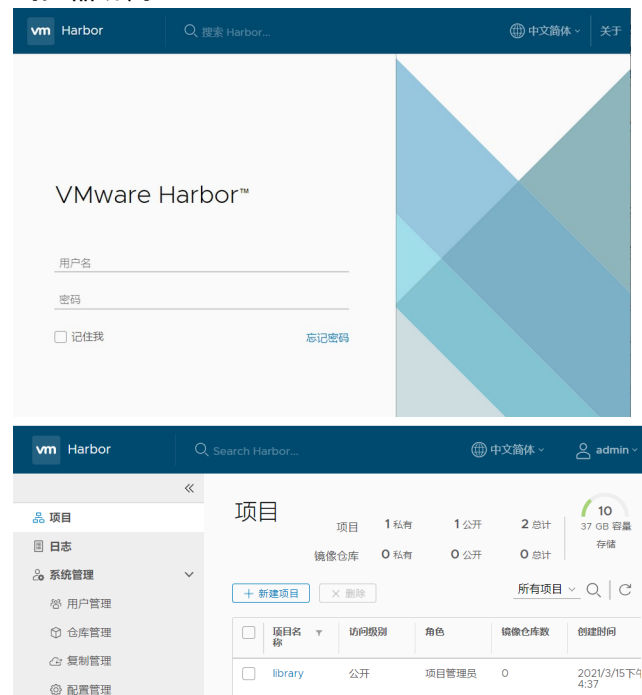 vm Harbor 搜索 Harbor... 中文简体 关于
VMware Harbor™
用户名
密码
记住我 忘记密码
vm Harbor Search Harbor... 中文简体 admin
项目
日志
系统管理
用户管理
仓库管理
复制管理
配置管理
项目
项目 1 私有 1 公开 2 总计
镜像仓库 0 私有 0 公开 0 总计
10
37 GB 容量
存储
+ 新建项目 × 删除 所有项目
项目名称 访问级别 角色 镜像仓库数 创建时间
library 公开 项目管理员 0 2021/3/15下午
4:37